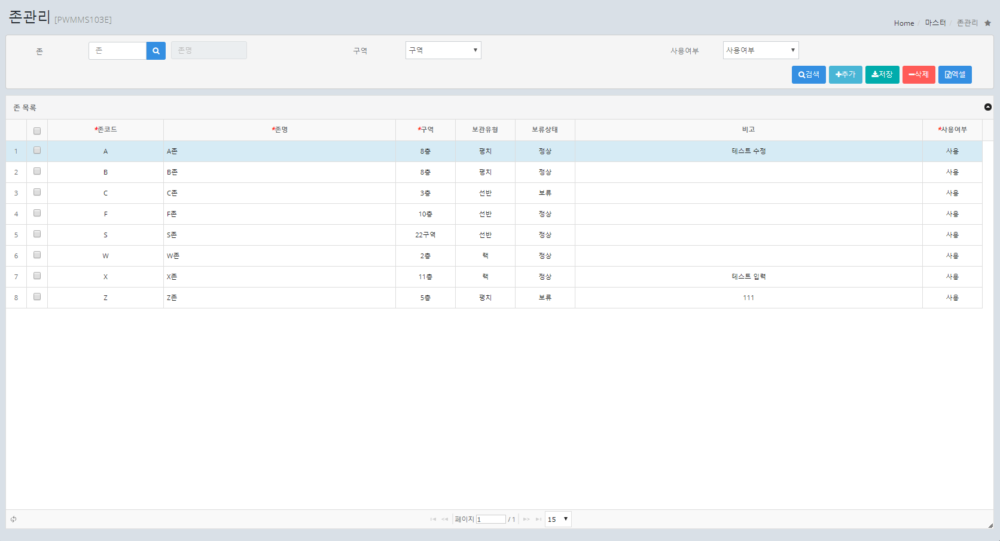 존관리 [PWMMS103E]
Home / 마스터 / 존관리
존 존 존명 구역 구역 사용여부 사용여부
검색 추가 저장 삭제 엑셀
존 목록
*존코드 *존명 *구역 보관유형 보류상태 비고 *사용여부
1 A A존 8층 평치 정상 테스트 수정 사용
2 B B존 8층 평치 정상 사용
3 C C존 3층 선반 보류 사용
4 F F존 10층 선반 정상 사용
5 S S존 22구역 선반 정상 사용
6 W W존 2층 랙 정상 사용
7 X X존 11층 랙 정상 테스트 입력 사용
8 Z Z존 5층 평치 보류 111 사용
페이지 1 / 1 15